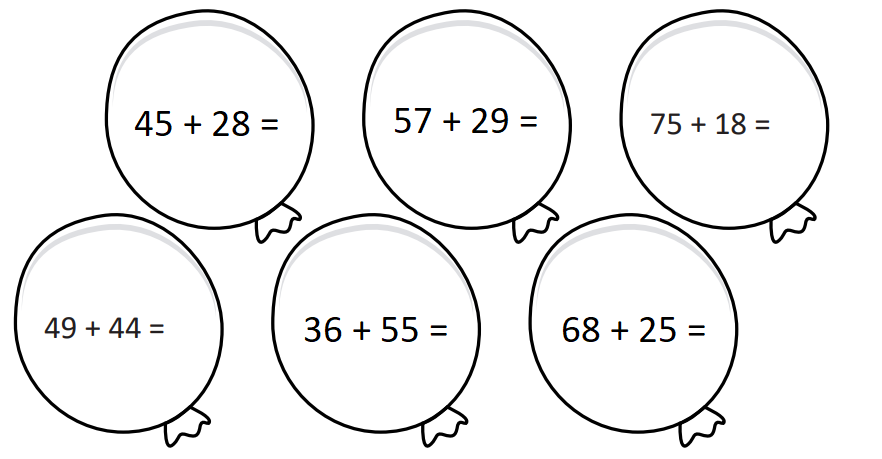 45 + 28 =
57 + 29 =
75 + 18 =
49 + 44 =
36 + 55 =
68 + 25 =